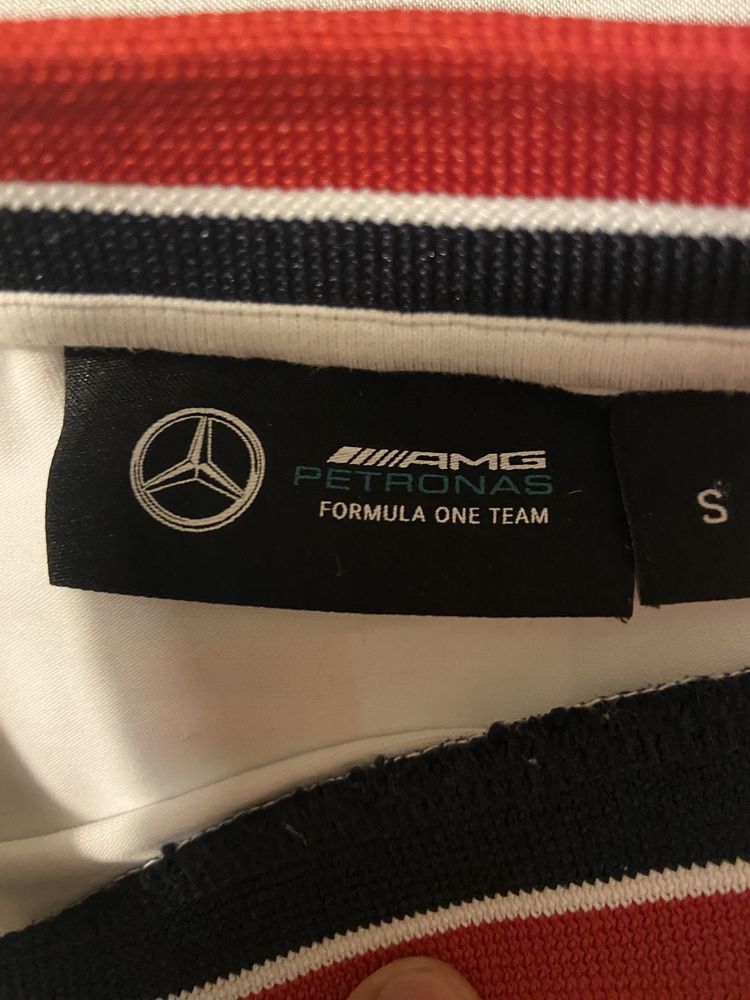 AMG
PETRONAS
FORMULA ONE TEAM
S